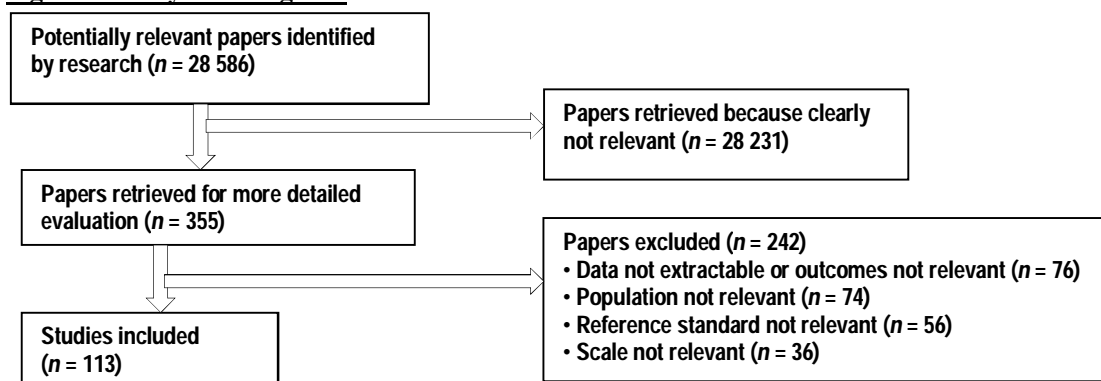 Potentially relevant papers identified
by research (n = 28 586)
Papers retrieved because clearly
not relevant (n = 28 231)
Papers retrieved for more detailed
evaluation (n = 355)
Papers excluded (n = 242)
• Data not extractable or outcomes not relevant (n = 76)
• Population not relevant (n = 74)
• Reference standard not relevant (n = 56)
• Scale not relevant (n = 36)
Studies included
(n = 113)